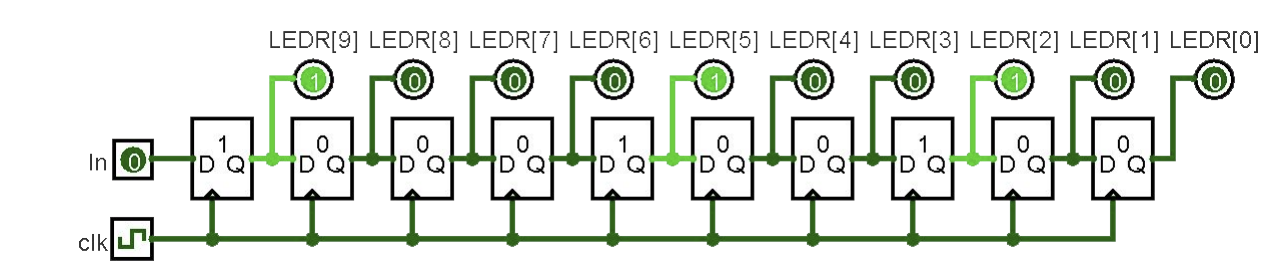 LEDR[9] LEDR[8] LEDR[7] LEDR[6] LEDR[5] LEDR[4] LEDR[3] LEDR[2] LEDR[1] LEDR[0]
1 0 0 0 1 0 0 1 0 0
1 0 0 0 1 0 0 1 0 0
In 0 D Q D Q D Q D Q D Q D Q D Q D Q D Q D Q
clk